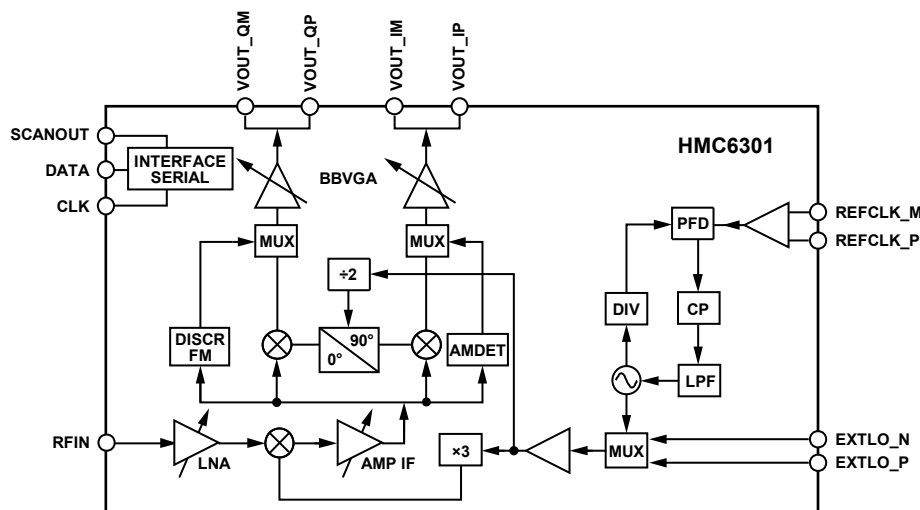 VOUT_QM
VOUT_QP
VOUT_IM
VOUT_IP
SCANOUT
DATA
CLK
INTERFACE
SERIAL
BBVGA
HMC6301
REFCLK_M
REFCLK_P
PFD
MUX
MUX
÷2
DIV
CP
DISCR
FM
90°
0°
AMDET
LPF
RFIN
LNA
AMP IF
×3
MUX
EXTLO_N
EXTLO_P